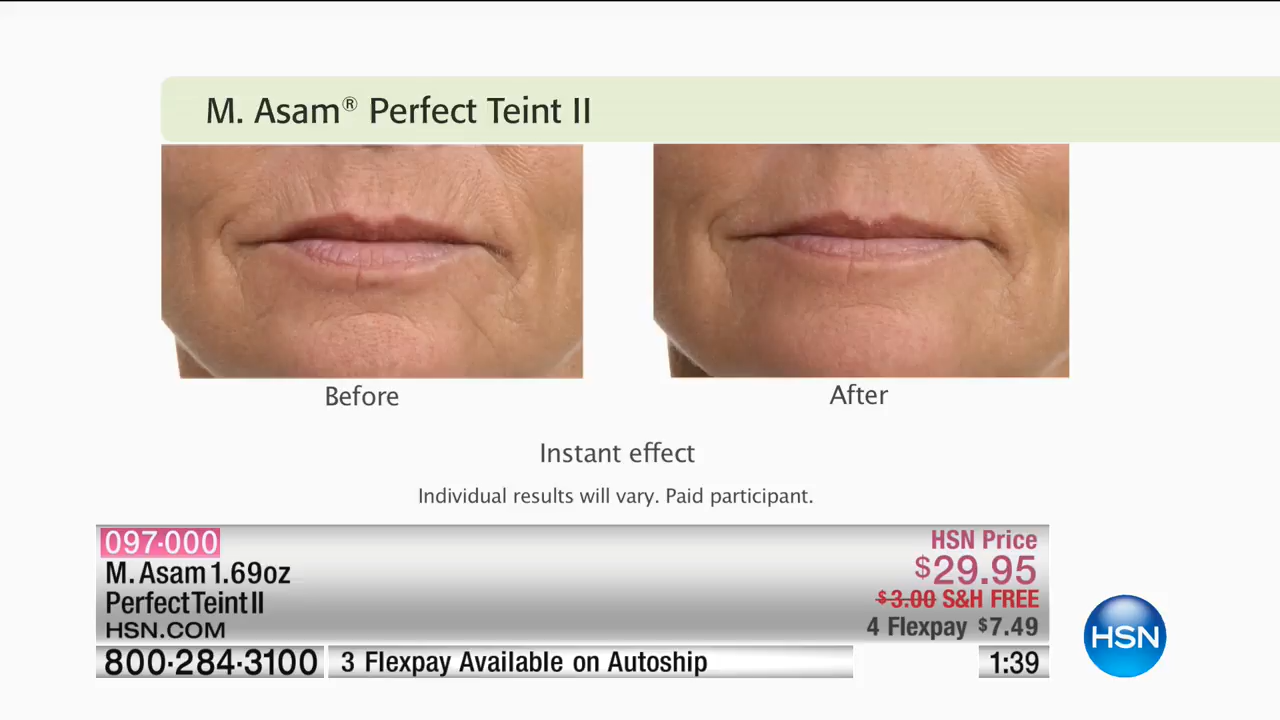 M. Asam® Perfect Teint II
Before
After
Instant effect
Individual results will vary. Paid participant.
097·000
M. Asam 1.69oz
Perfect Teint II
HSN.COM
HSN Price
$29.95
$3.00 S&H FREE
4 Flexpay $7.49
800·284·3100
3 Flexpay Available on Autoship
1:39
HSN